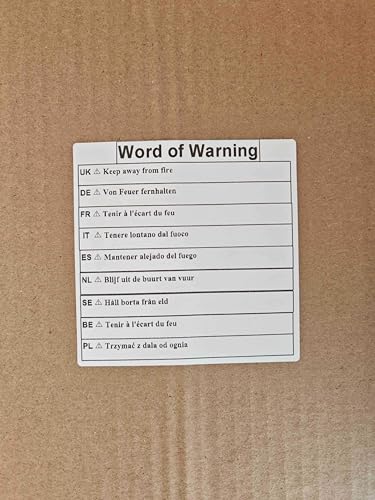 Word of Warning
UK ⚠ Keep away from fire
DE ⚠ Von Feuer fernhalten
FR ⚠ Tenir à l'écart du feu
IT ⚠ Tenere lontano dal fuoco
ES ⚠ Mantener alejado del fuego
NL ⚠ Blijf uit de buurt van vuur
SE ⚠ Håll borta från eld
BE ⚠ Tenir à l'écart du feu
PL ⚠ Trzymać z dala od ognia